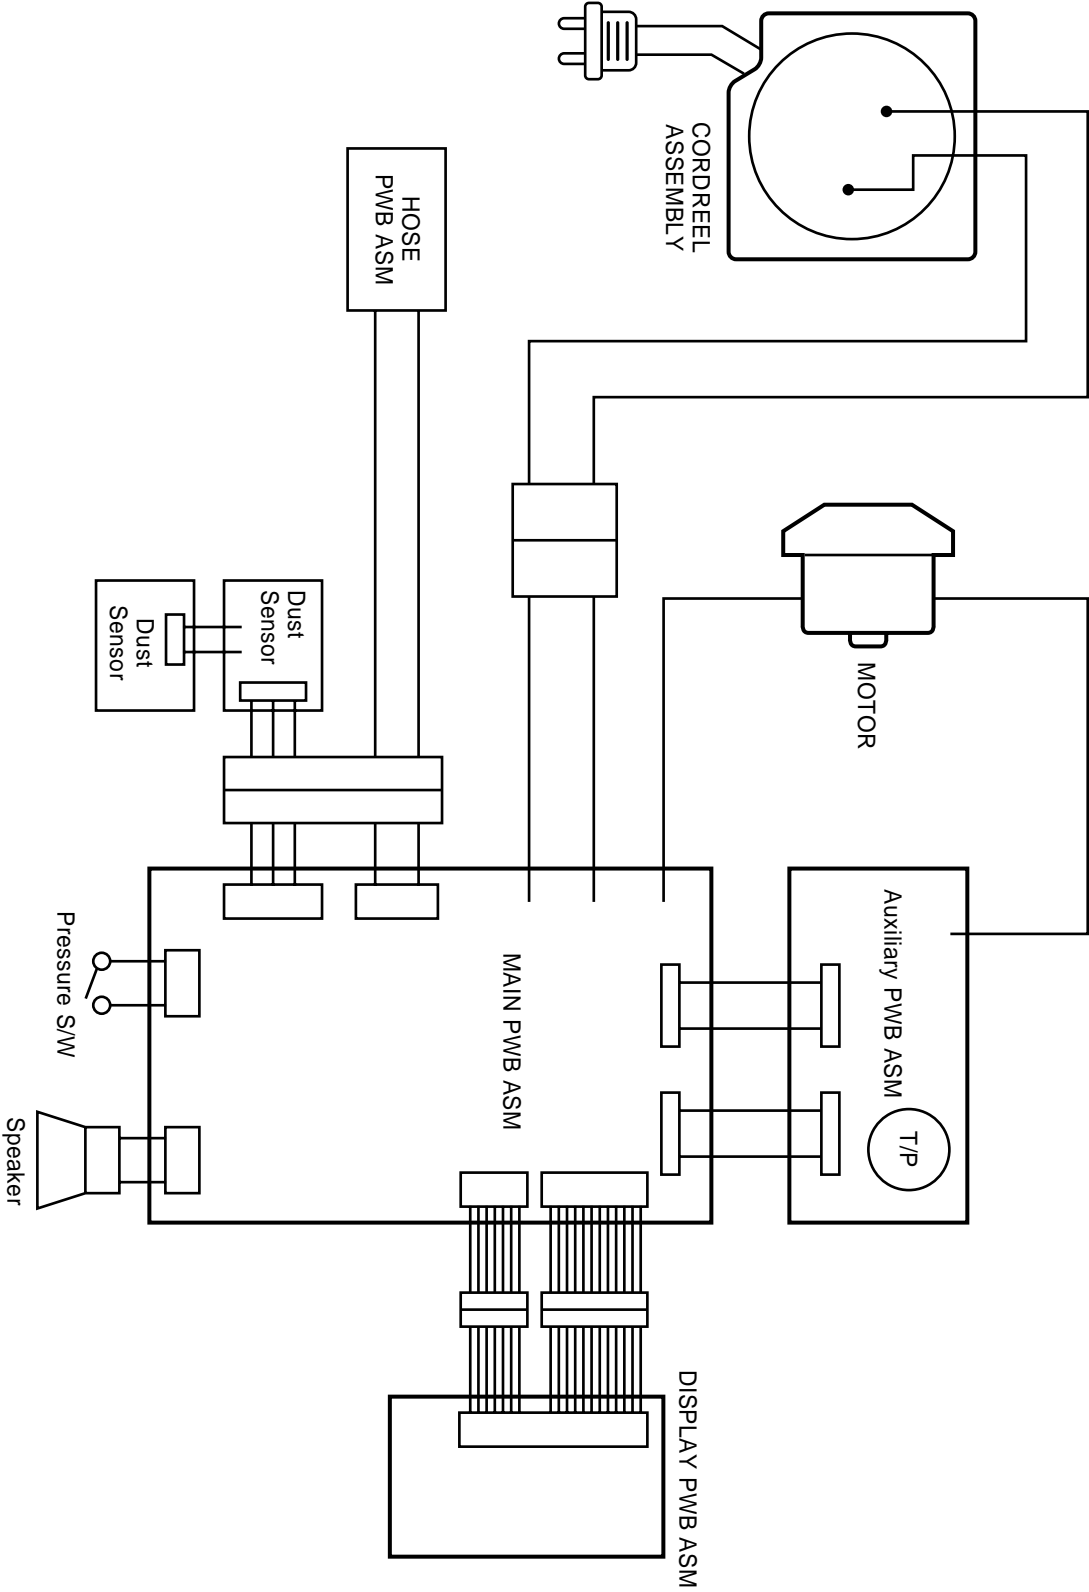 CORDREEL
ASSEMBLY
HOSE
PWB ASM
MOTOR
Dust
Sensor
Dust
Sensor
Auxiliary PWB ASM
T/P
MAIN PWB ASM
Pressure S/W
Speaker
DISPLAY PWB ASM